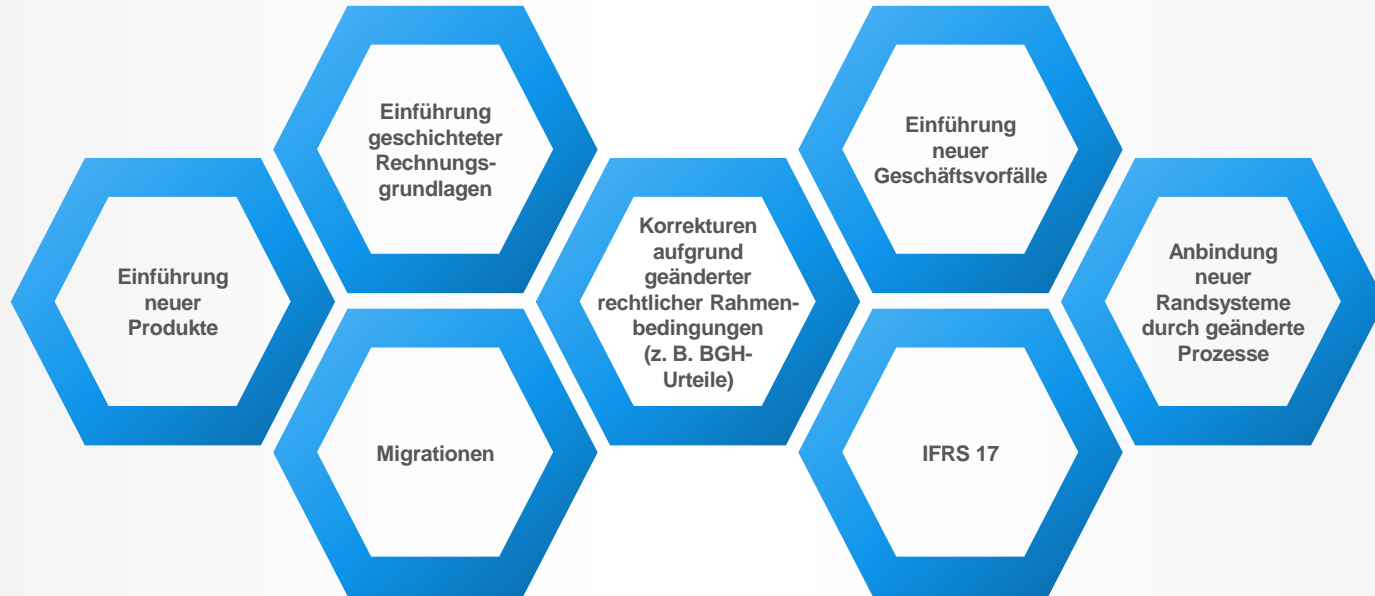 Einführung
neuer
Produkte
Einführung
geschichteter
Rechnungs-
grundlagen
Migrationen
Korrekturen
aufgrund
geänderter
rechtlicher Rahmen-
bedingungen
(z. B. BGH-
Urteile)
Einführung
neuer
Geschäftsvorfälle
IFRS 17
Anbindung
neuer
Randsysteme
durch geänderte
Prozesse